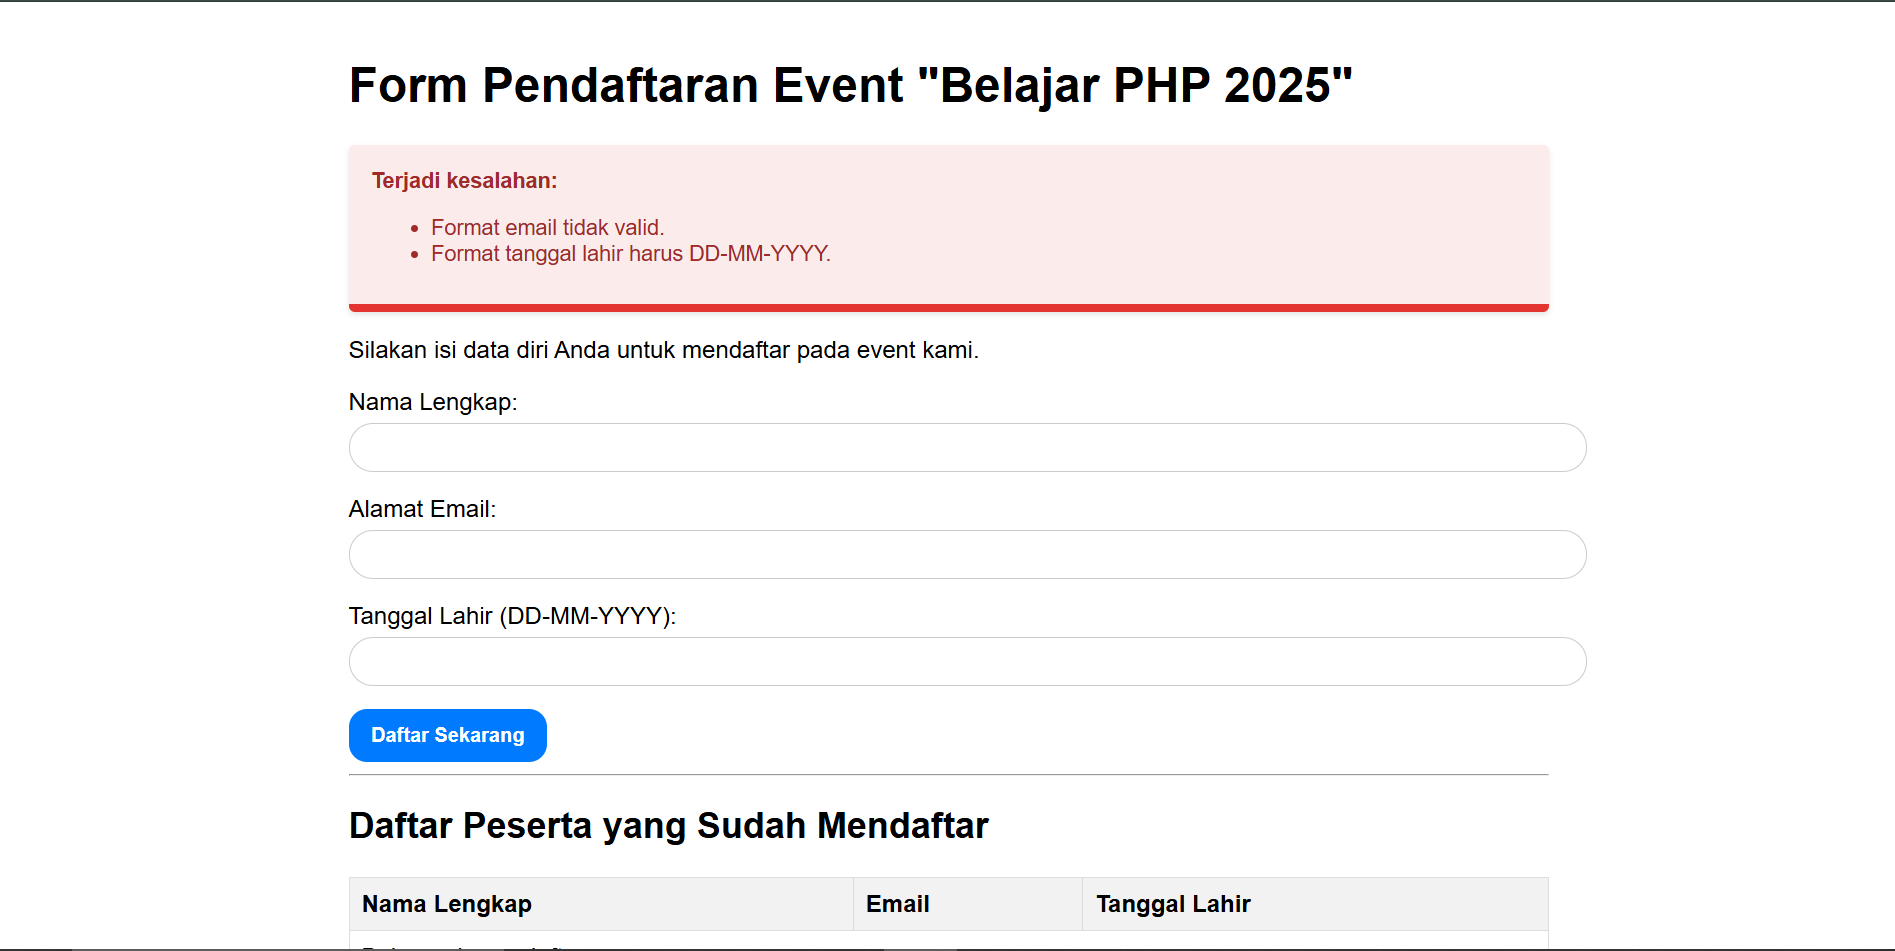 Form Pendaftaran Event "Belajar PHP 2025"
Terjadi kesalahan:
• Format email tidak valid.
• Format tanggal lahir harus DD-MM-YYYY.
Silakan isi data diri Anda untuk mendaftar pada event kami.
Nama Lengkap:
Alamat Email:
Tanggal Lahir (DD-MM-YYYY):
Daftar Sekarang
Daftar Peserta yang Sudah Mendaftar
Nama Lengkap Email Tanggal Lahir